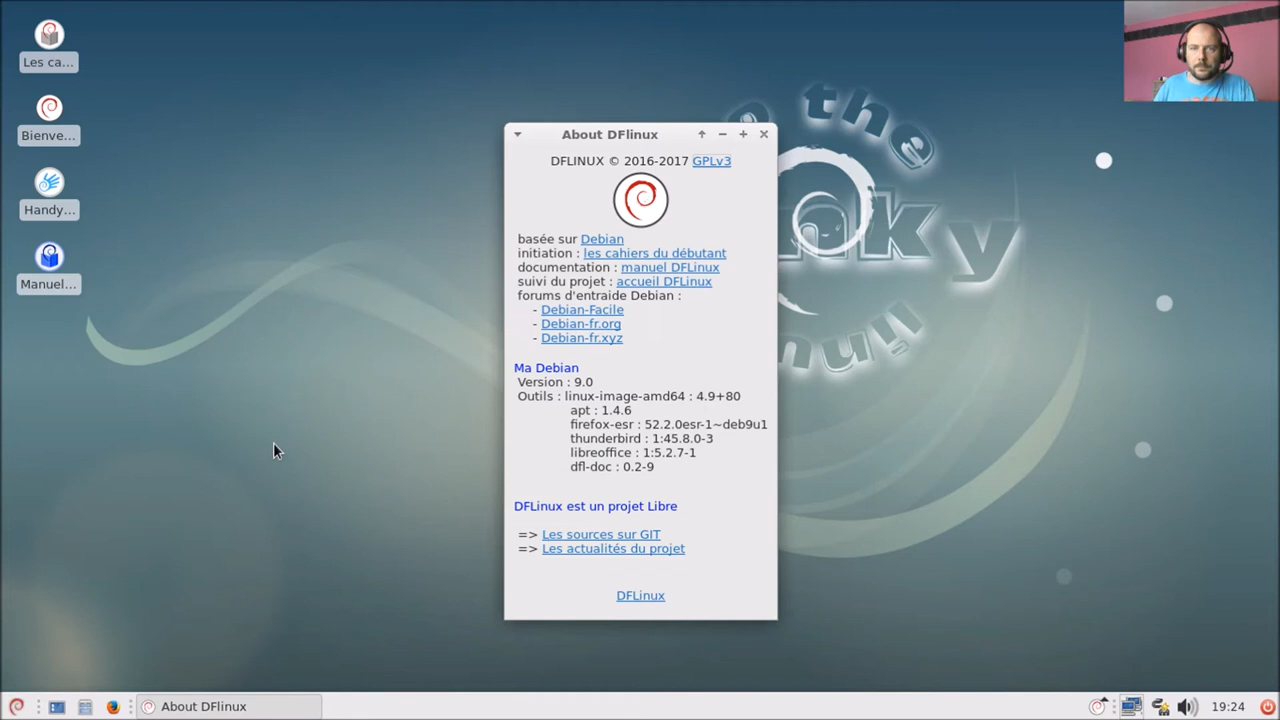 Les ca...
Bienve...
Handy...
Manuel...
the
nky
linu
About DFlinux
DFLINUX © 2016-2017 GPLv3
basée sur Debian
initiation : les cahiers du débutant
documentation : manuel DFLinux
suivi du projet : accueil DFLinux
forums d'entraide Debian :
- Debian-Facile
- Debian-fr.org
- Debian-fr.xyz
Ma Debian
Version : 9.0
Outils : linux-image-amd64 : 4.9+80
apt : 1.4.6
firefox-esr : 52.2.0esr-1~deb9u1
thunderbird : 1:45.8.0-3
libreoffice : 1:5.2.7-1
dfl-doc : 0.2-9
DFLinux est un projet Libre
=> Les sources sur GIT
=> Les actualités du projet
DFLinux
About DFlinux
19:24